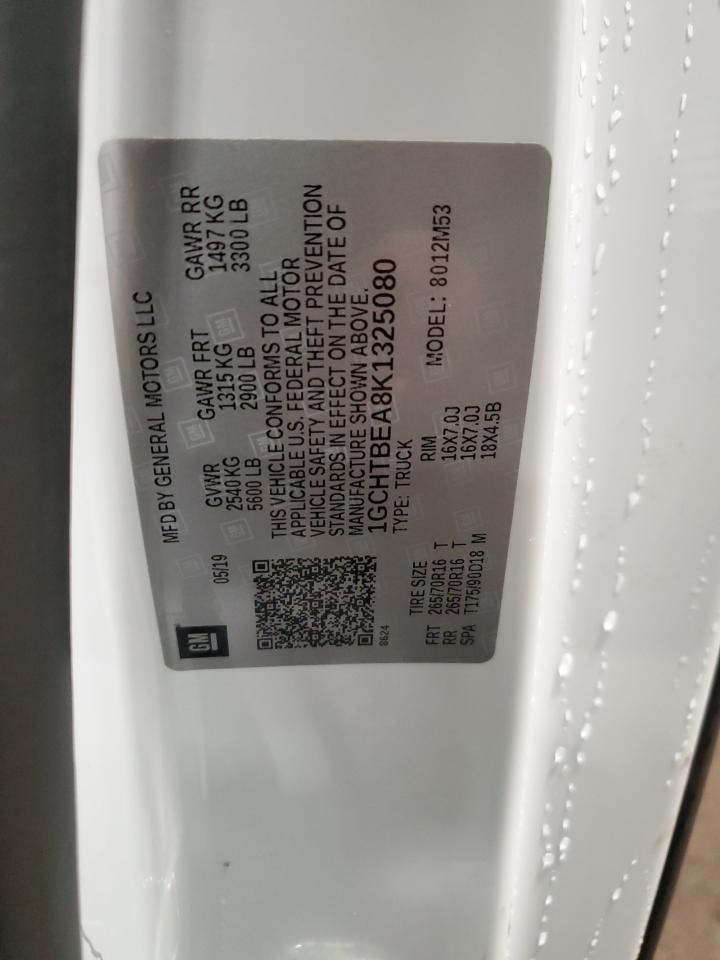 GM
MFD BY GENERAL MOTORS LLC
05/19
GVWR GAWR FRT GAWR RR
2540 KG 1315 KG 1497 KG
5600 LB 2900 LB 3300 LB
THIS VEHICLE CONFORMS TO ALL
APPLICABLE U.S. FEDERAL MOTOR
VEHICLE SAFETY AND THEFT PREVENTION
STANDARDS IN EFFECT ON THE DATE OF
MANUFACTURE SHOWN ABOVE.
1GCHTBEA8K1325080
8624
TYPE: TRUCK
MODEL: 8012M53
TIRE SIZE RIM
FRT 265/70R16 T 16X7.0J
RR 265/70R16 T 16X7.0J
SPA T175/90D18 M 18X4.5B